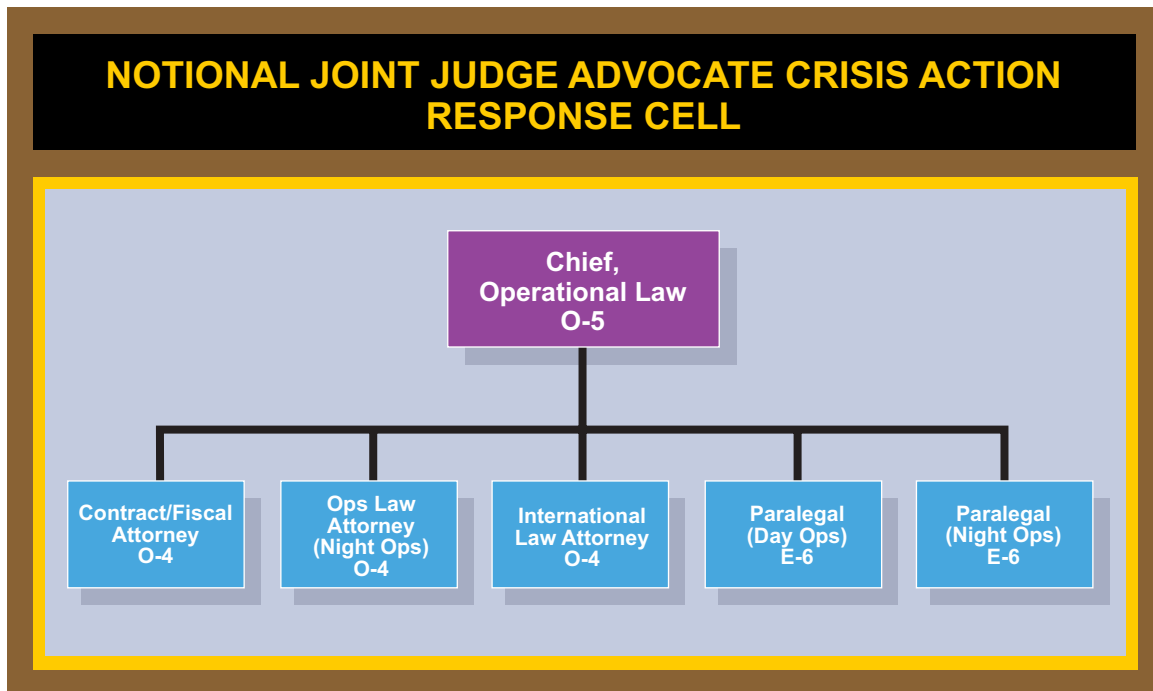 NOTIONAL JOINT JUDGE ADVOCATE CRISIS ACTION
RESPONSE CELL
Chief,
Operational Law
O-5
Contract/Fiscal
Attorney
O-4
Ops Law
Attorney
(Night Ops)
O-4
International
Law Attorney
O-4
Paralegal
(Day Ops)
E-6
Paralegal
(Night Ops)
E-6